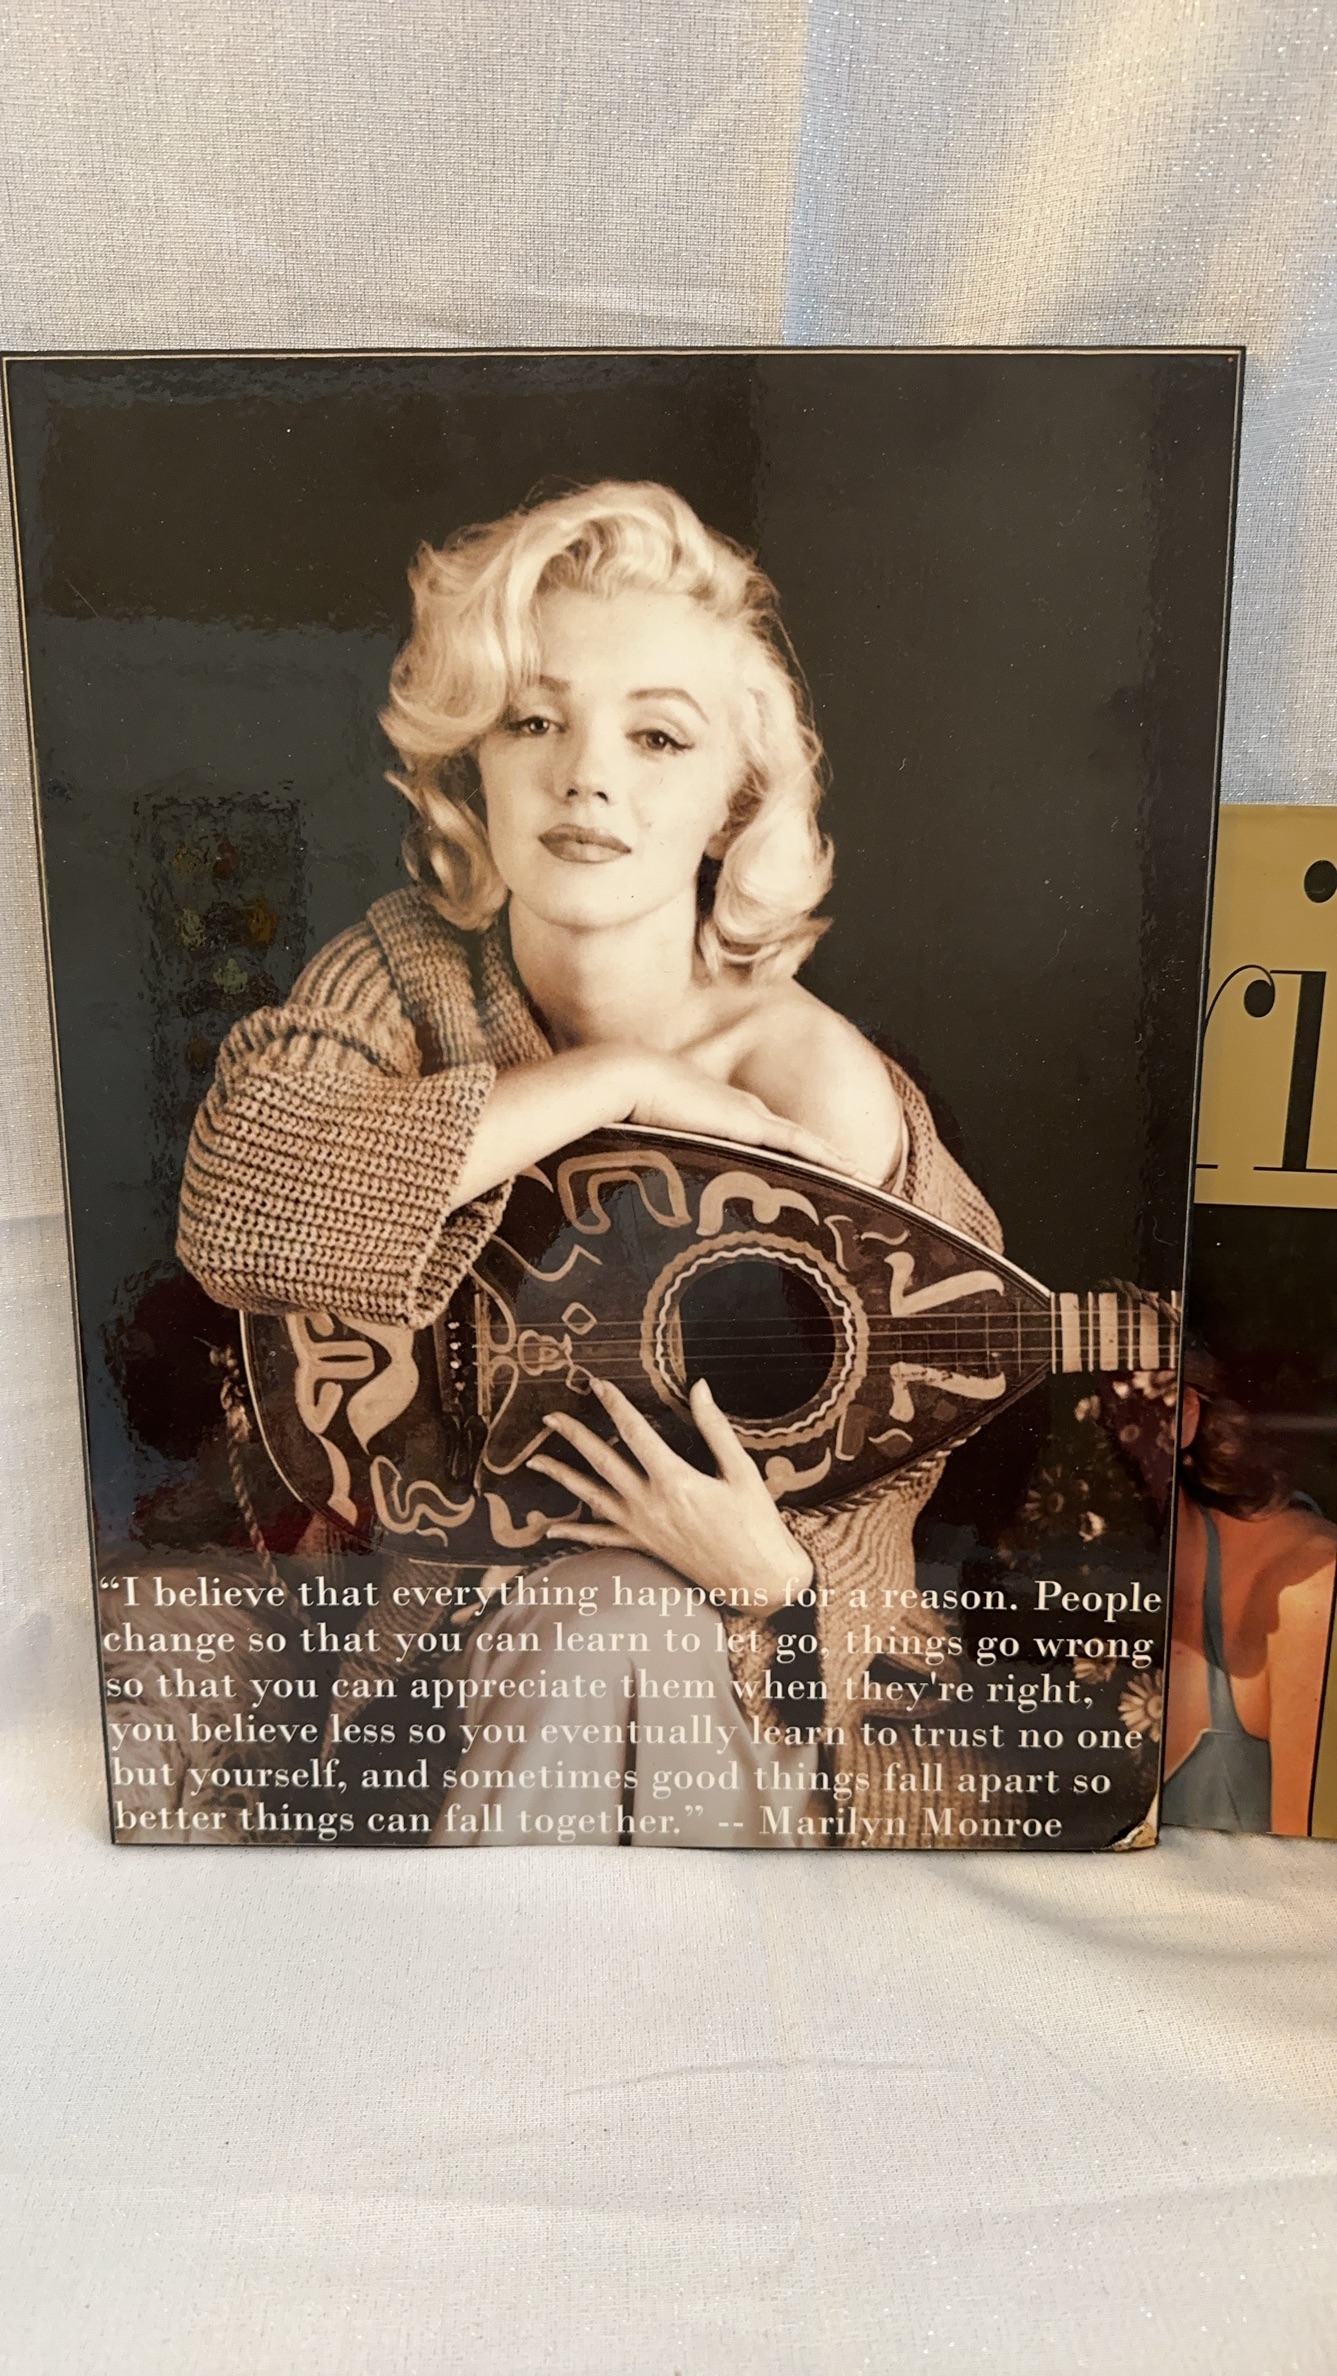 “I believe that everything happens for a reason. People
change so that you can learn to let go, things go wrong
so that you can appreciate them when they're right,
you believe less so you eventually learn to trust no one
but yourself, and sometimes good things fall apart so
better things can fall together.” -- Marilyn Monroe